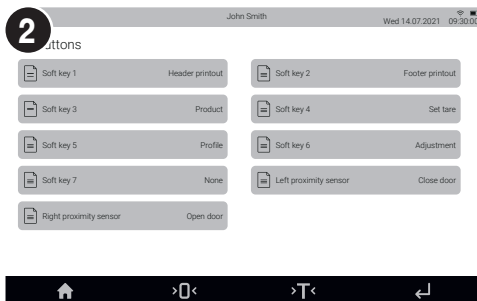 2
John Smith
Wed 14.07.2021 09:30:00
uttons
Soft key 1 Header printout
Soft key 2 Footer printout
Soft key 3 Product
Soft key 4 Set tare
Soft key 5 Profile
Soft key 6 Adjustment
Soft key 7 None
Left proximity sensor Close door
Right proximity sensor Open door
>0<
>T<